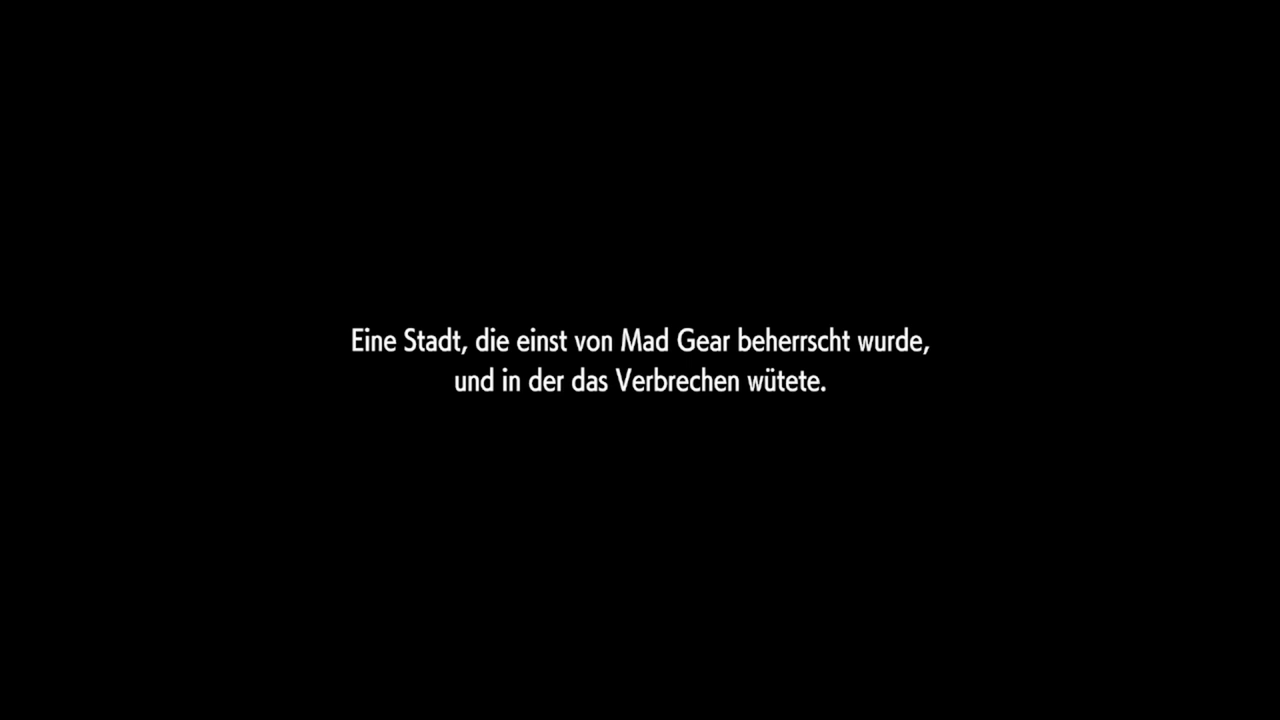 Eine Stadt, die einst von Mad Gear beherrscht wurde,
und in der das Verbrechen wütete.